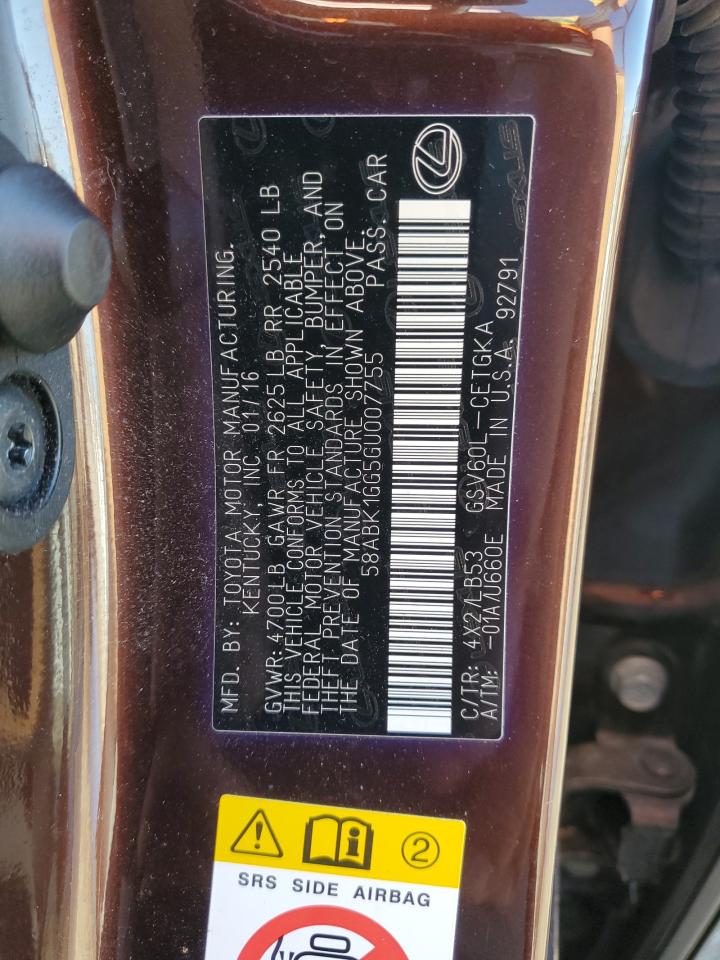 MFD. BY: TOYOTA MOTOR MANUFACTURING.
KENTUCKY, INC. 01/16
GVWR: 4700LB GAWR FR 2625 LB RR 2540 LB
THIS VEHICLE CONFORMS TO ALL APPLICABLE
FEDERAL MOTOR VEHICLE SAFETY, BUMPER, AND
THEFT PREVENTION STANDARDS IN EFFECT ON
THE DATE OF MANUFACTURE SHOWN ABOVE.
58ABK1GG5GU007755 PASS. CAR
C/TR: 4X2/LB53 GSV60L-CETGKA
A/TM: -01A/U660E MADE IN U.S.A. 92791
2
SRS SIDE AIRBAG